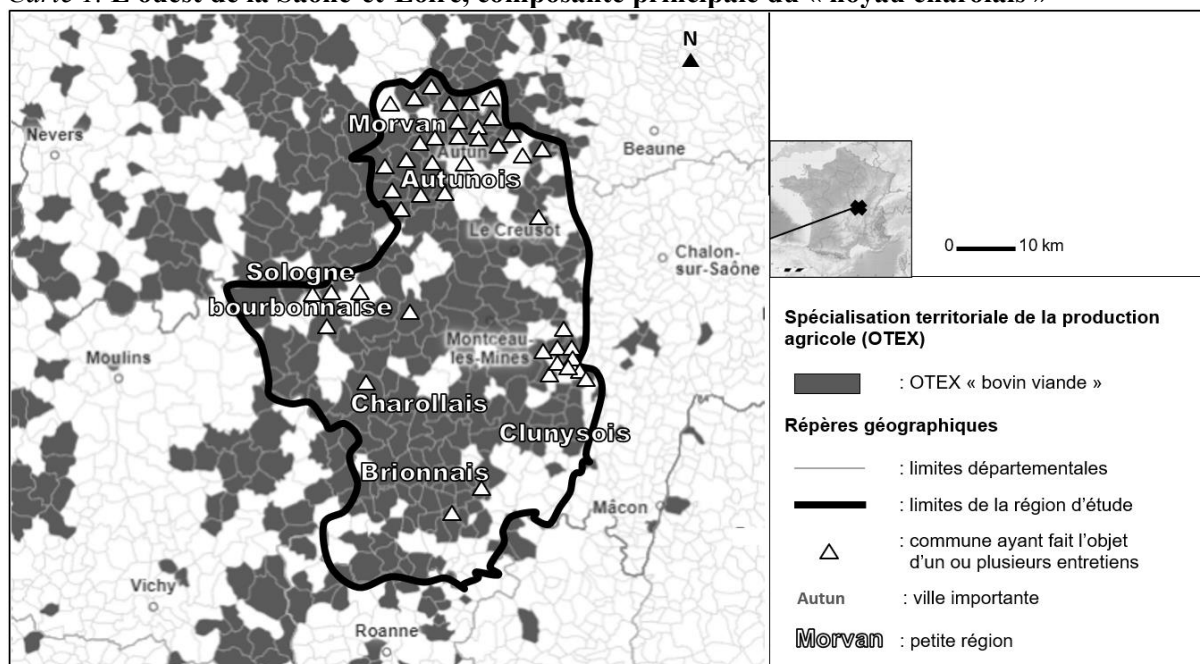 Carte 1. L'ouest de la Saône-et-Loire, composante principale du « noyau charolais »
N
Nevers
Morvan
Autun
Autunois
Beaune
Le Creusot
Chalon-
sur-Saône
Sologne
bourbonnaise
Montceau-
les-Mines
Moulins
Charollais
Clunysois
Brionnais
Mâcon
Vichy
Roanne
0 10 km
Spécialisation territoriale de la production
agricole (OTEX)
: OTEX « bovin viande »
Répères géographiques
: limites départementales
: limites de la région d'étude
: commune ayant fait l'objet
d'un ou plusieurs entretiens
Autun : ville importante
Morvan : petite région